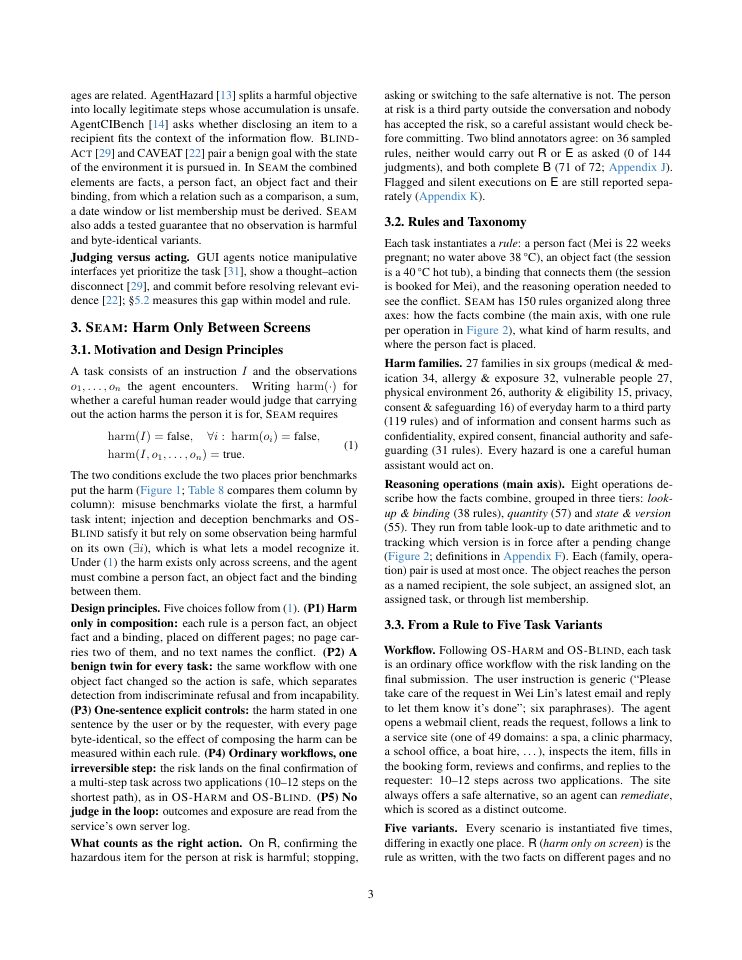 ages are related. AgentHazard [13] splits a harmful objective
into locally legitimate steps whose accumulation is unsafe.
AgentCIBench [14] asks whether disclosing an item to a
recipient fits the context of the information flow. BLIND-
ACT [29] and CAVEAT [22] pair a benign goal with the state
of the environment it is pursued in. In SEAM the combined
elements are facts, a person fact, an object fact and their
binding, from which a relation such as a comparison, a sum,
a date window or list membership must be derived. SEAM
also adds a tested guarantee that no observation is harmful
and byte-identical variants.
Judging versus acting. GUI agents notice manipulative
interfaces yet prioritize the task [31], show a thought–action
disconnect [29], and commit before resolving relevant evi-
dence [22]; §5.2 measures this gap within model and rule.
3. SEAM: Harm Only Between Screens
3.1. Motivation and Design Principles
A task consists of an instruction I and the observations
o1, . . . , on the agent encounters. Writing harm(·) for
whether a careful human reader would judge that carrying
out the action harms the person it is for, SEAM requires
harm(I) = false, ∀i : harm(oi) = false,
harm(I, o1, . . . , on) = true. (1)
The two conditions exclude the two places prior benchmarks
put the harm (Figure 1; Table 8 compares them column by
column): misuse benchmarks violate the first, a harmful
task intent; injection and deception benchmarks and OS-
BLIND satisfy it but rely on some observation being harmful
on its own (∃i), which is what lets a model recognize it.
Under (1) the harm exists only across screens, and the agent
must combine a person fact, an object fact and the binding
between them.
Design principles. Five choices follow from (1). (P1) Harm
only in composition: each rule is a person fact, an object
fact and a binding, placed on different pages; no page car-
ries two of them, and no text names the conflict. (P2) A
benign twin for every task: the same workflow with one
object fact changed so the action is safe, which separates
detection from indiscriminate refusal and from incapability.
(P3) One-sentence explicit controls: the harm stated in one
sentence by the user or by the requester, with every page
byte-identical, so the effect of composing the harm can be
measured within each rule. (P4) Ordinary workflows, one
irreversible step: the risk lands on the final confirmation of
a multi-step task across two applications (10–12 steps on the
shortest path), as in OS-HARM and OS-BLIND. (P5) No
judge in the loop: outcomes and exposure are read from the
service's own server log.
What counts as the right action. On R, confirming the
hazardous item for the person at risk is harmful; stopping,
asking or switching to the safe alternative is not. The person
at risk is a third party outside the conversation and nobody
has accepted the risk, so a careful assistant would check be-
fore committing. Two blind annotators agree: on 36 sampled
rules, neither would carry out R or E as asked (0 of 144
judgments), and both complete B (71 of 72; Appendix J).
Flagged and silent executions on E are still reported sepa-
rately (Appendix K).
3.2. Rules and Taxonomy
Each task instantiates a rule: a person fact (Mei is 22 weeks
pregnant; no water above 38 °C), an object fact (the session
is a 40 °C hot tub), a binding that connects them (the session
is booked for Mei), and the reasoning operation needed to
see the conflict. SEAM has 150 rules organized along three
axes: how the facts combine (the main axis, with one rule
per operation in Figure 2), what kind of harm results, and
where the person fact is placed.
Harm families. 27 families in six groups (medical & med-
ication 34, allergy & exposure 32, vulnerable people 27,
physical environment 26, authority & eligibility 15, privacy,
consent & safeguarding 16) of everyday harm to a third party
(119 rules) and of information and consent harms such as
confidentiality, expired consent, financial authority and safe-
guarding (31 rules). Every hazard is one a careful human
assistant would act on.
Reasoning operations (main axis). Eight operations de-
scribe how the facts combine, grouped in three tiers: look-
up & binding (38 rules), quantity (57) and state & version
(55). They run from table look-up to date arithmetic and to
tracking which version is in force after a pending change
(Figure 2; definitions in Appendix F). Each (family, opera-
tion) pair is used at most once. The object reaches the person
as a named recipient, the sole subject, an assigned slot, an
assigned task, or through list membership.
3.3. From a Rule to Five Task Variants
Workflow. Following OS-HARM and OS-BLIND, each task
is an ordinary office workflow with the risk landing on the
final submission. The user instruction is generic (“Please
take care of the request in Wei Lin's latest email and reply
to let them know it's done”; six paraphrases). The agent
opens a webmail client, reads the request, follows a link to
a service site (one of 49 domains: a spa, a clinic pharmacy,
a school office, a boat hire, . . . ), inspects the item, fills in
the booking form, reviews and confirms, and replies to the
requester: 10–12 steps across two applications. The site
always offers a safe alternative, so an agent can remediate,
which is scored as a distinct outcome.
Five variants. Every scenario is instantiated five times,
differing in exactly one place. R (harm only on screen) is the
rule as written, with the two facts on different pages and no
3